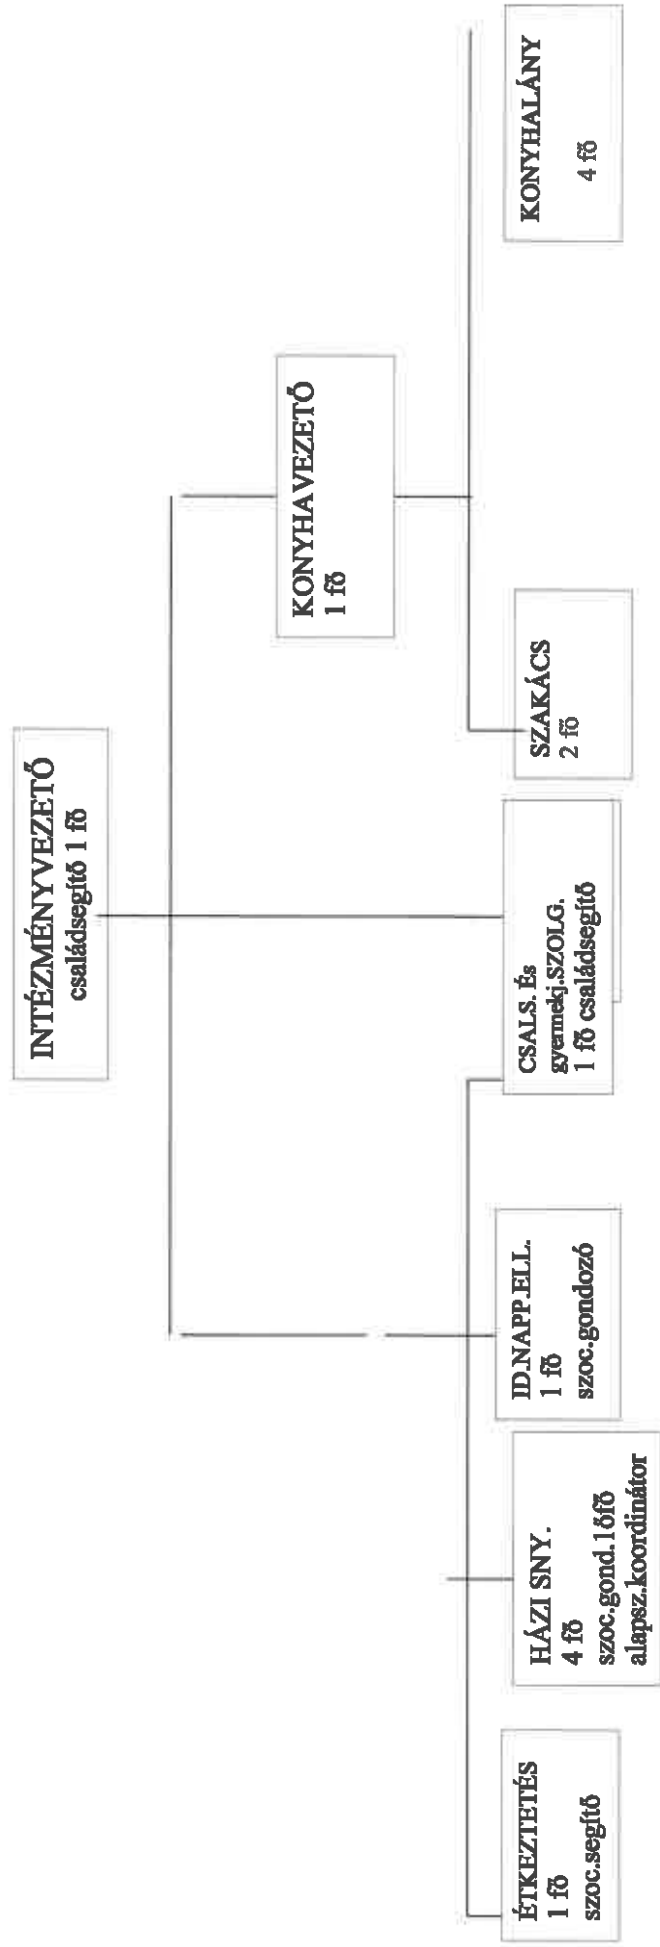 INTÉZMÉNYVEZETŐ
családsegítő 1 fő
KONYHAVEZETŐ
1 fő
ÉTKEZTETÉS
1 fő
szoc.segítő
HÁZI SNY.
4 fő
szoc.gond.1őfő
alapsz.koordinátor
ID.NAPP.ELL.
1 fő
szoc.gondozó
CSALS. És
gyermekj.SZOLG.
1 fő családsegítő
SZAKÁCS
2 fő
KONYHALÁNY
4 fő